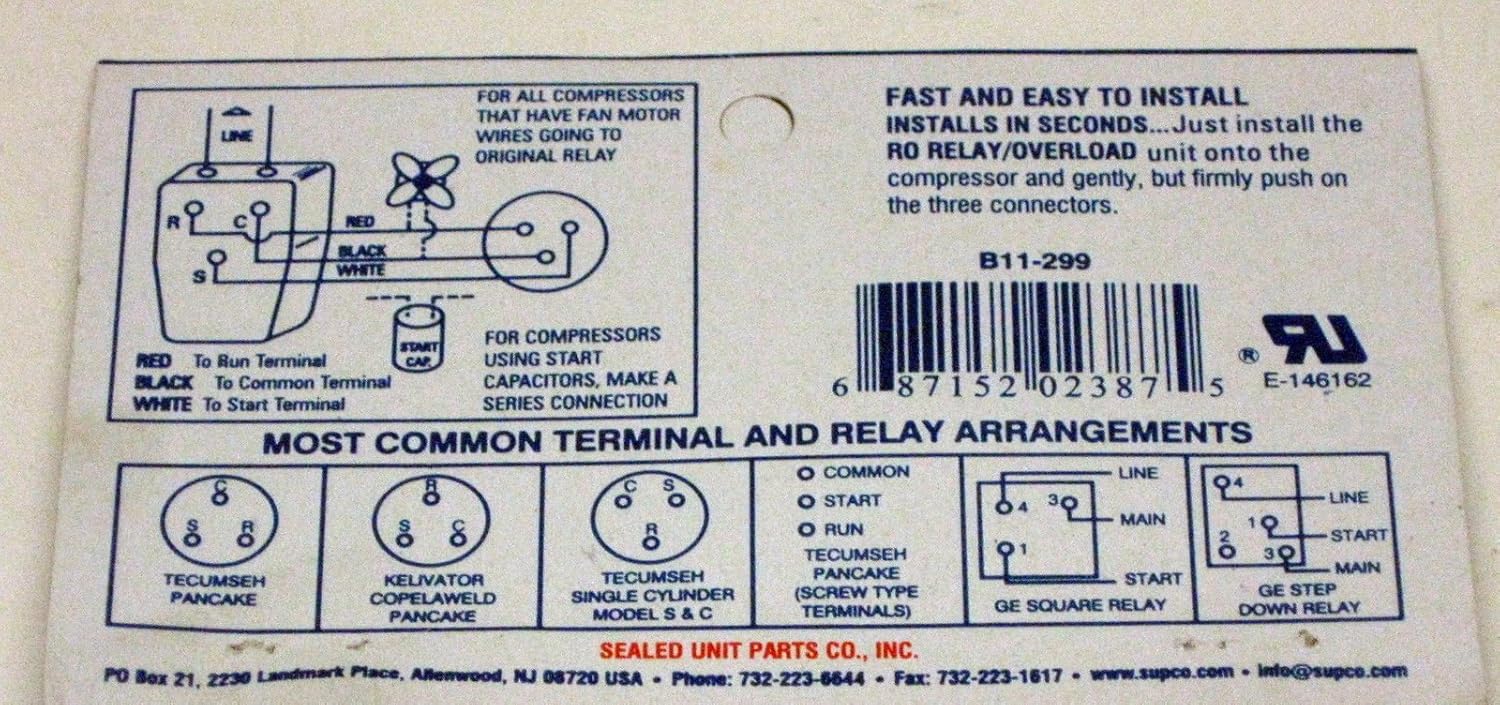 FOR ALL COMPRESSORS
THAT HAVE FAN MOTOR
WIRES GOING TO
ORIGINAL RELAY
LINE
R
C
S
RED
BLACK
WHITE
START
CAP.
FOR COMPRESSORS
USING START
CAPACITORS, MAKE A
SERIES CONNECTION
RED To Run Terminal
BLACK To Common Terminal
WHITE To Start Terminal
FAST AND EASY TO INSTALL
INSTALLS IN SECONDS...Just install the
RO RELAY/OVERLOAD unit onto the
compressor and gently, but firmly push on
the three connectors.
B11-299
6 87152 02387 5
®
E-146162
MOST COMMON TERMINAL AND RELAY ARRANGEMENTS
C
S R
TECUMSEH
PANCAKE
R
S C
KELIVATOR
COPELAWELD
PANCAKE
C S
R
TECUMSEH
SINGLE CYLINDER
MODEL S & C
COMMON
START
RUN
TECUMSEH
PANCAKE
(SCREW TYPE
TERMINALS)
LINE
4 3
MAIN
1
START
GE SQUARE RELAY
4
LINE
1
START
2
3
MAIN
GE STEP
DOWN RELAY
SEALED UNIT PARTS CO., INC.
PO Box 21, 2230 Landmark Place, Allenwood, NJ 08720 USA • Phone: 732-223-6644 • Fax: 732-223-1617 • www.supco.com • info@supco.com